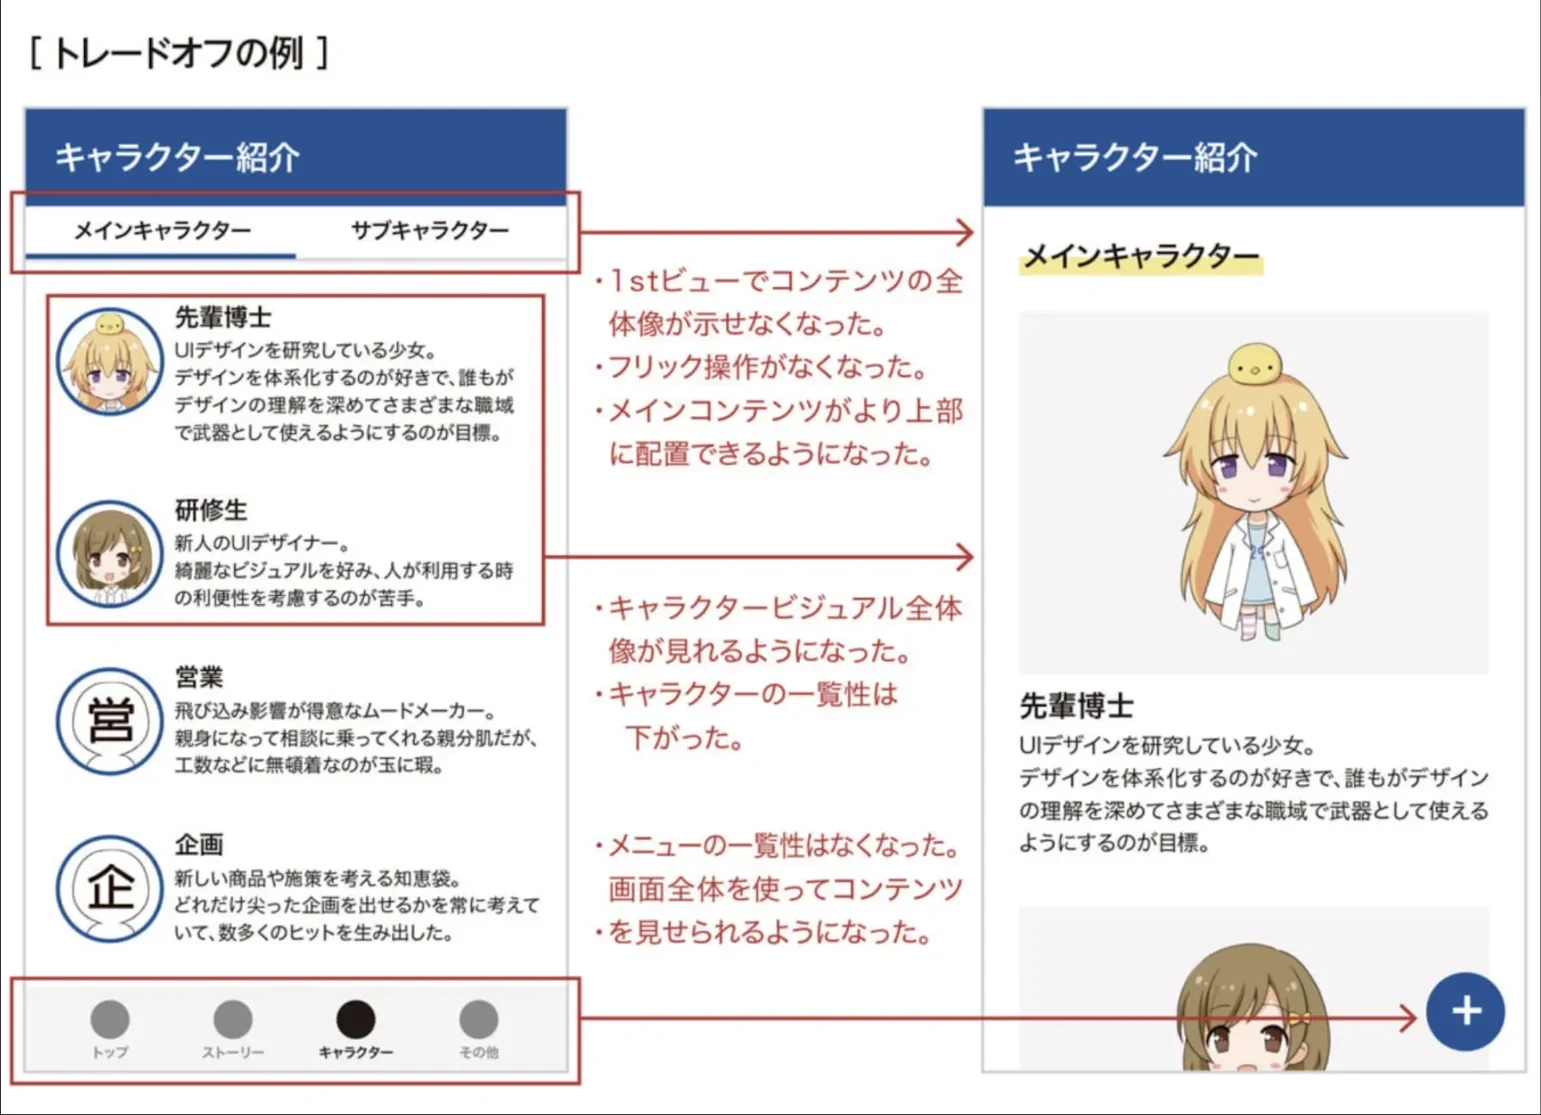 [ トレードオフの例 ]
キャラクター紹介
メインキャラクター
サブキャラクター
先輩博士
UIデザインを研究している少女。
デザインを体系化するのが好きで、誰もが
デザインの理解を深めてさまざまな職域
で武器として使えるようにするのが目標。
研修生
新人のUIデザイナー。
綺麗なビジュアルを好み、人が利用する時
の利便性を考慮するのが苦手。
営
営業
飛び込み影響が得意なムードメーカー。
親身になって相談に乗ってくれる親分肌だが、
工数などに無頓着なのが玉に瑕。
企
企画
新しい商品や施策を考える知恵袋。
どれだけ尖った企画を出せるかを常に考えて
いて、数多くのヒットを生み出した。
トップ
ストーリー
キャラクター
その他
・1stビューでコンテンツの全
体像が示せなくなった。
・フリック操作がなくなった。
・メインコンテンツがより上部
に配置できるようになった。
・キャラクタービジュアル全体
像が見れるようになった。
・キャラクターの一覧性は
下がった。
・メニューの一覧性はなくなった。
画面全体を使ってコンテンツ
・を見せられるようになった。
キャラクター紹介
メインキャラクター
先輩博士
UIデザインを研究している少女。
デザインを体系化するのが好きで、誰もがデザイン
の理解を深めてさまざまな職域で武器として使える
ようにするのが目標。
+